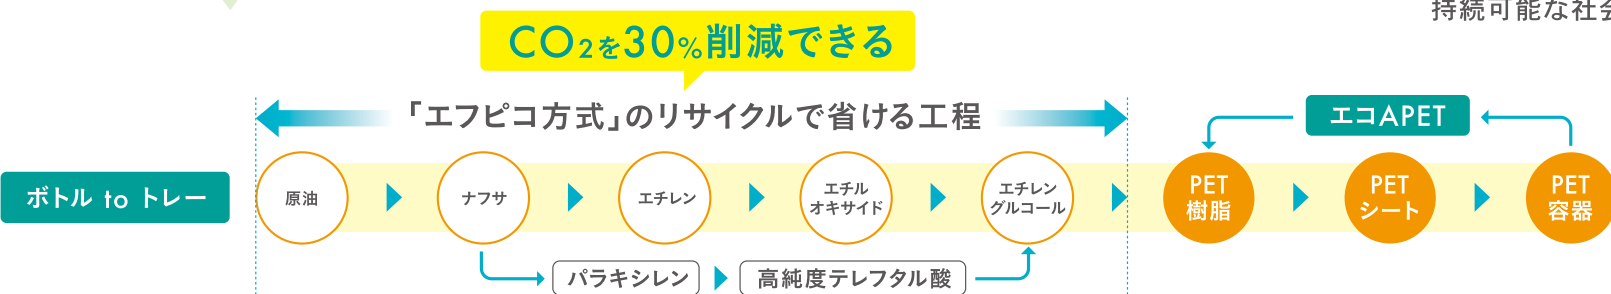 持続可能な社会
CO2を30%削減できる
「エフピコ方式」のリサイクルで省ける工程
エコAPET
ボトル to トレー
原油
ナフサ
エチレン
エチル
オキサイド
エチレン
グルコール
PET
樹脂
PET
シート
PET
容器
パラキシレン
高純度テレフタル酸